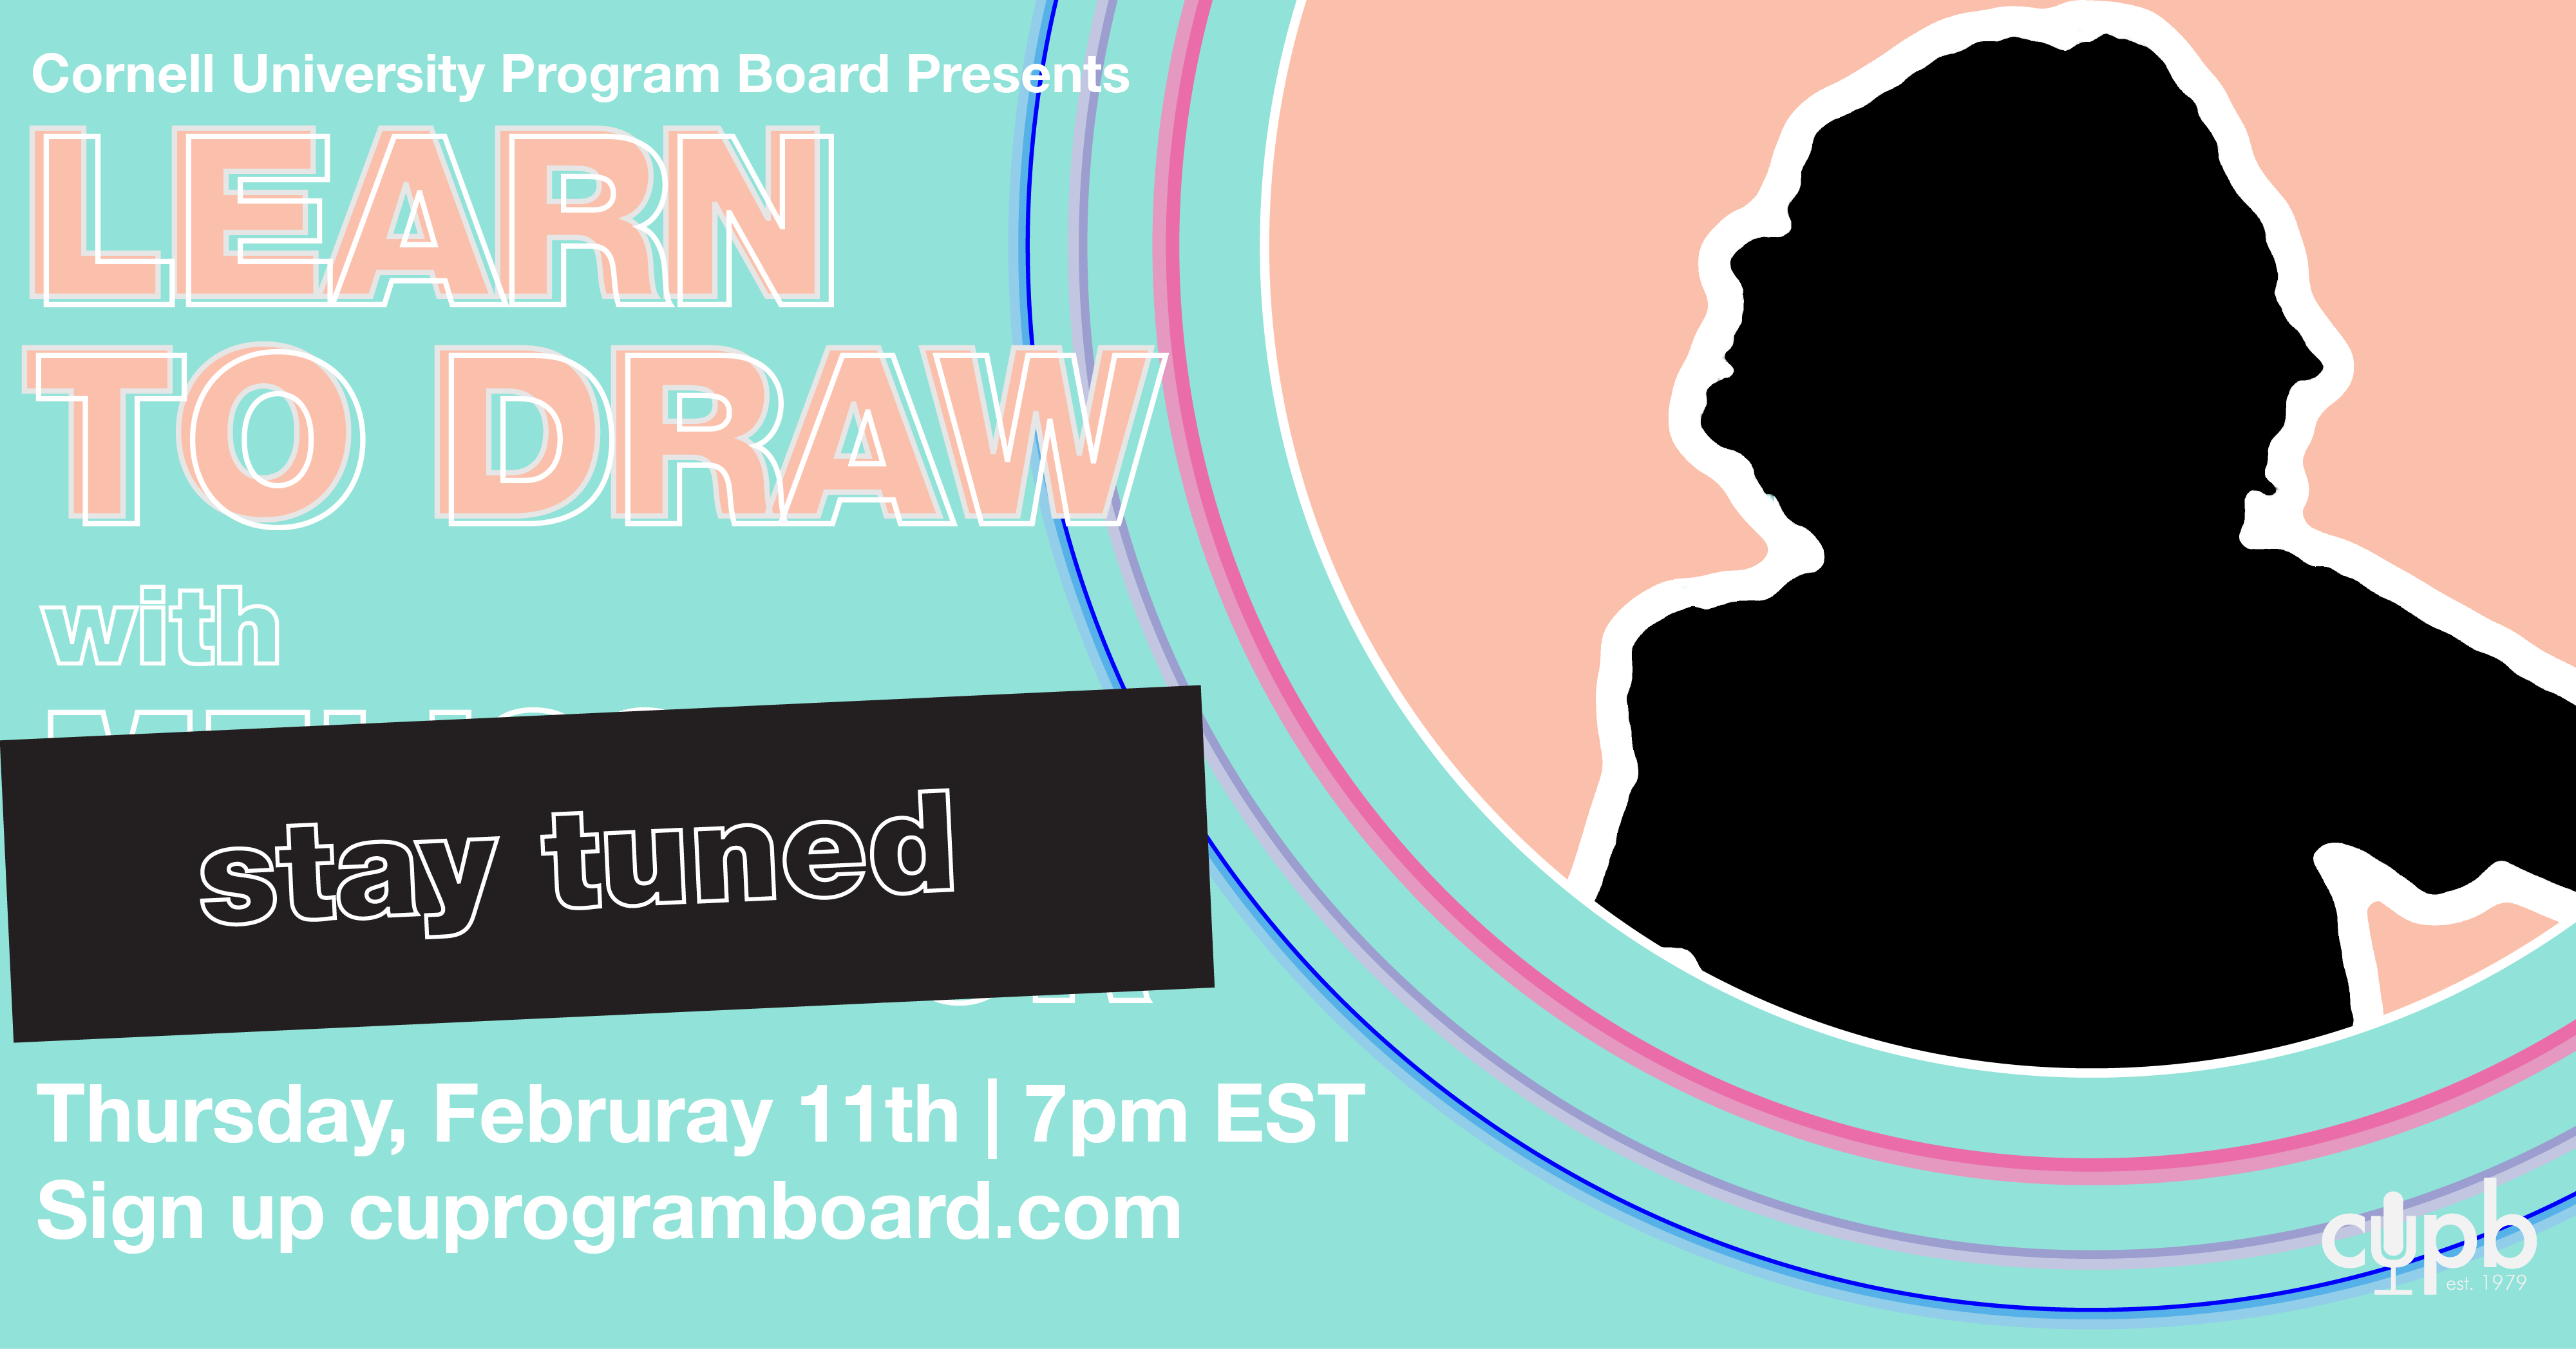 Cornell University Program Board Presents
LEARN
TO DRAW
with
stay tuned
Thursday, Februray 11th | 7pm EST
Sign up cuprogramboard.com
cupb
est. 1979